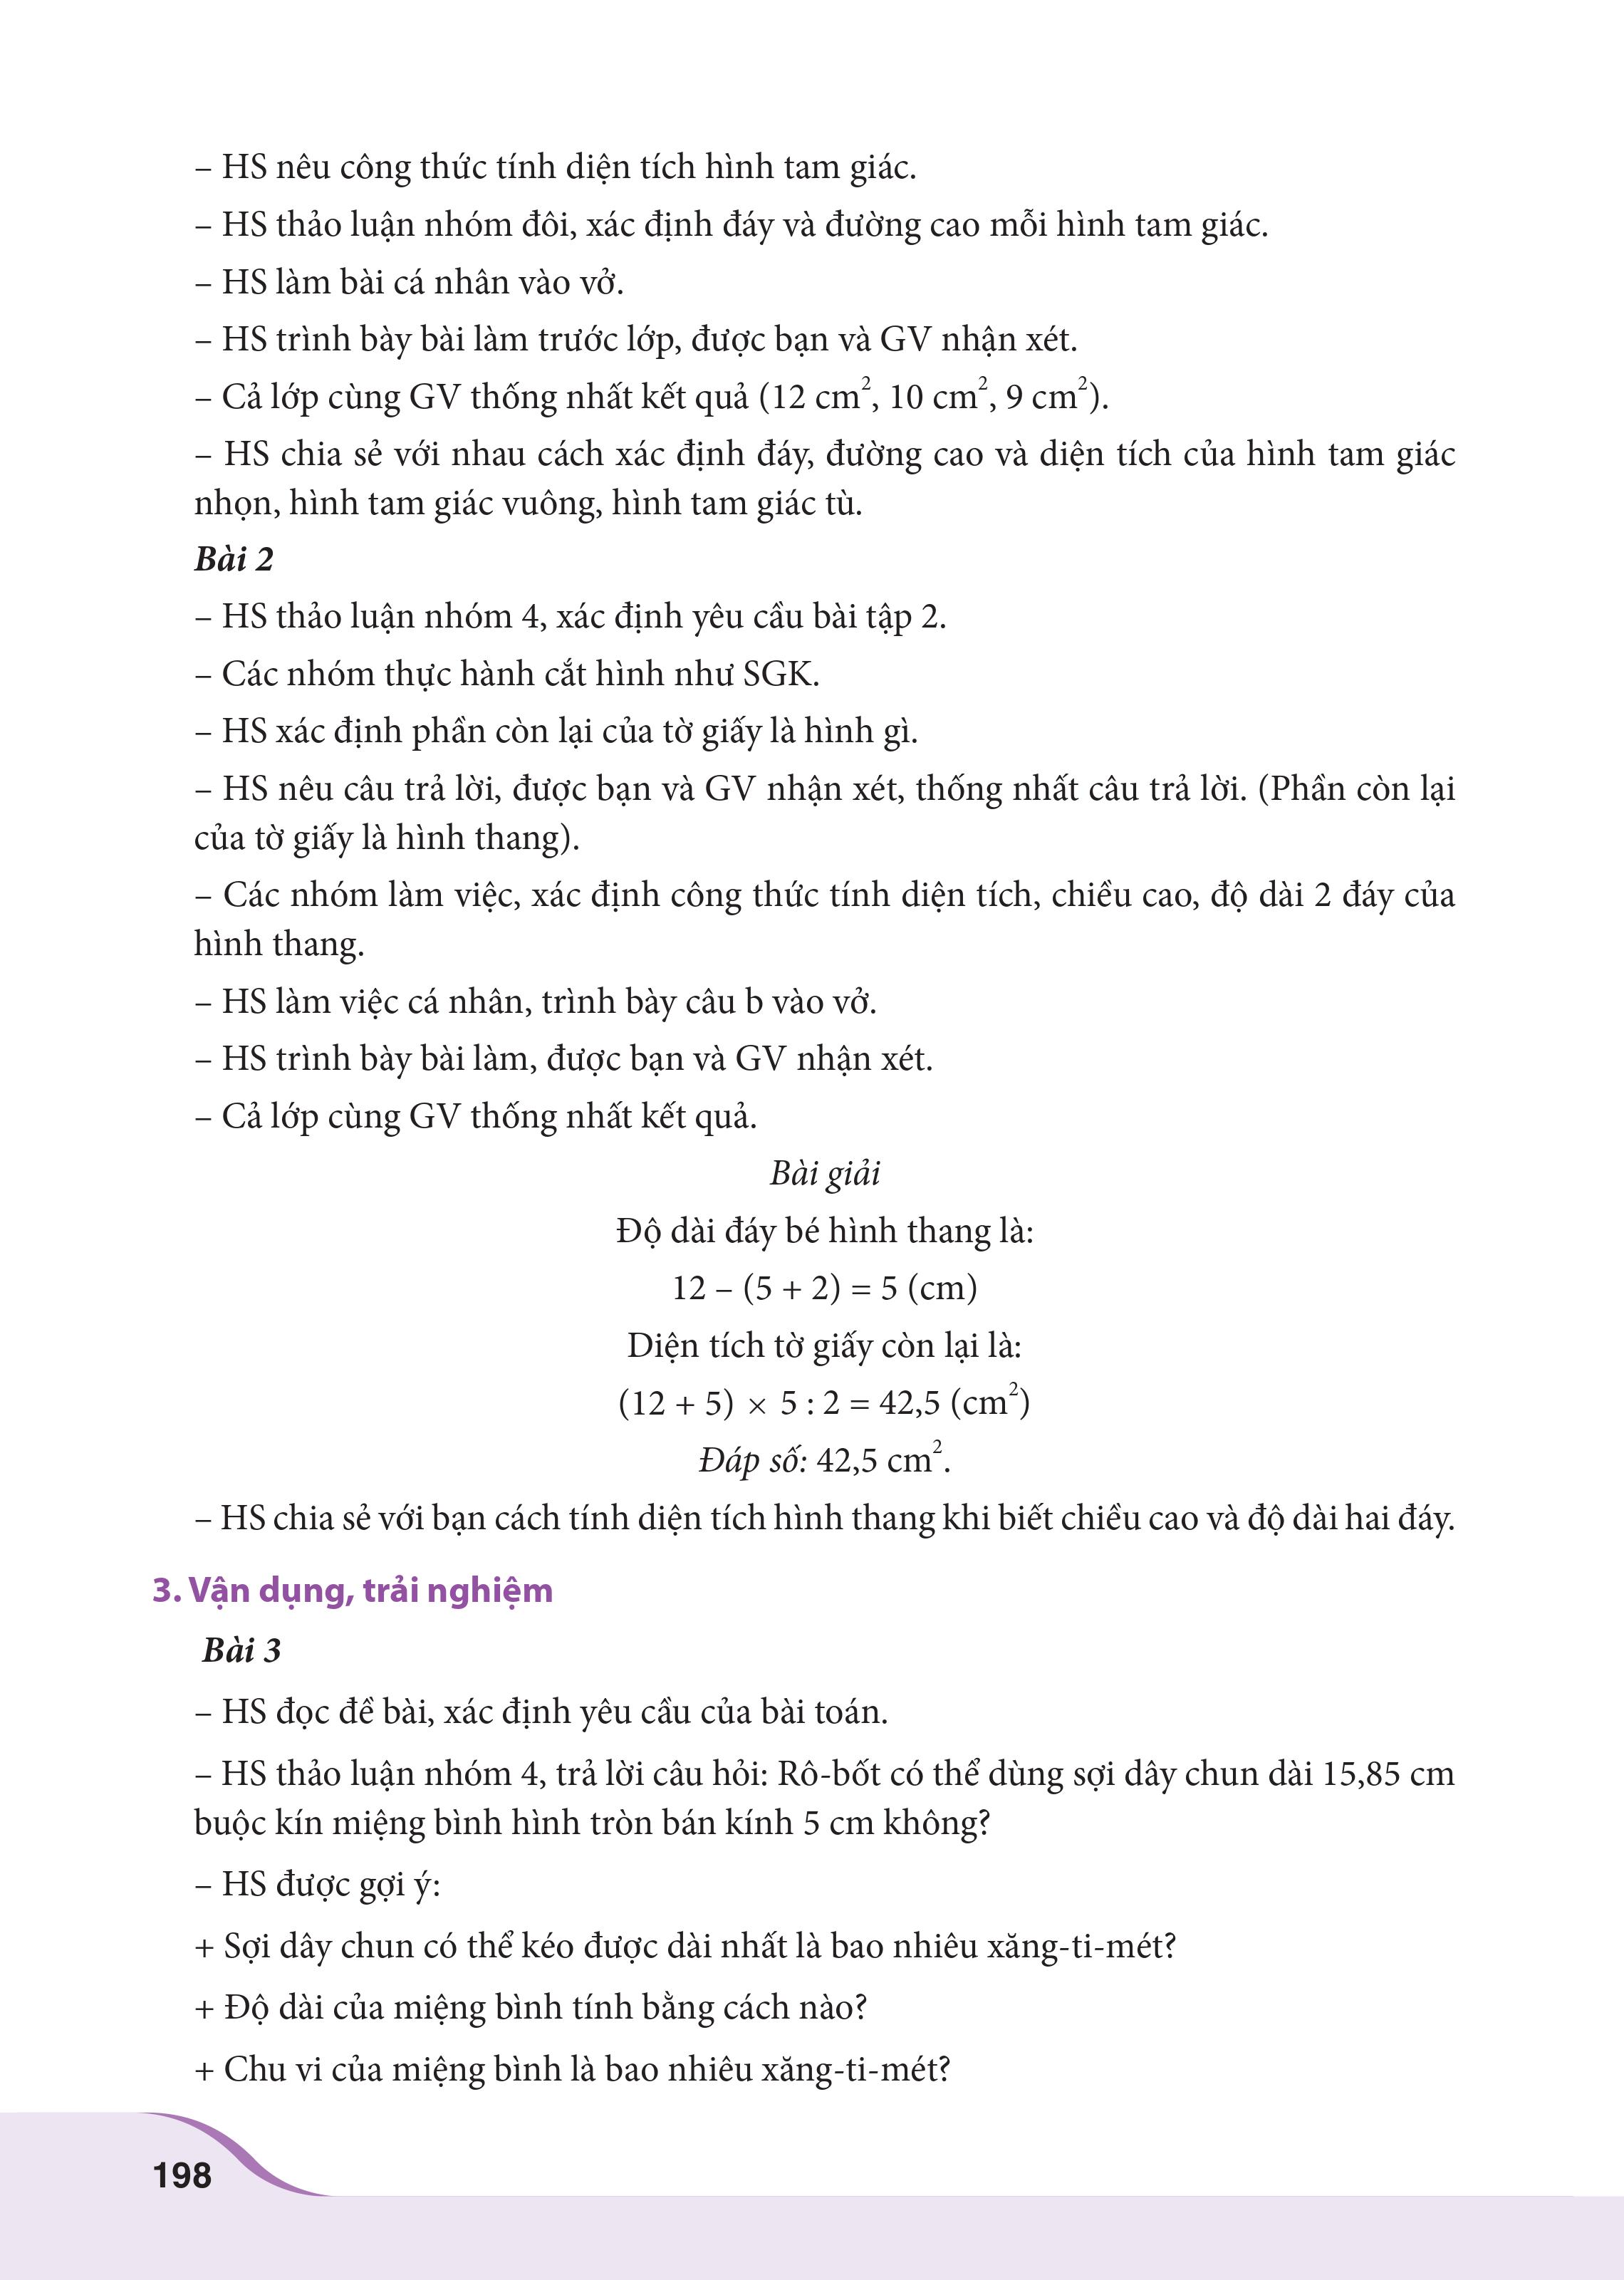 – HS nêu công thức tính diện tích hình tam giác.
– HS thảo luận nhóm đôi, xác định đáy và đường cao mỗi hình tam giác.
– HS làm bài cá nhân vào vở.
– HS trình bày bài làm trước lớp, được bạn và GV nhận xét.
– Cả lớp cùng GV thống nhất kết quả (12 cm², 10 cm², 9 cm²).
– HS chia sẻ với nhau cách xác định đáy, đường cao và diện tích của hình tam giác
nhọn, hình tam giác vuông, hình tam giác tù.
Bài 2
– HS thảo luận nhóm 4, xác định yêu cầu bài tập 2.
– Các nhóm thực hành cắt hình như SGK.
– HS xác định phần còn lại của tờ giấy là hình gì.
– HS nêu câu trả lời, được bạn và GV nhận xét, thống nhất câu trả lời. (Phần còn lại
của tờ giấy là hình thang).
– Các nhóm làm việc, xác định công thức tính diện tích, chiều cao, độ dài 2 đáy của
hình thang.
– HS làm việc cá nhân, trình bày câu b vào vở.
– HS trình bày bài làm, được bạn và GV nhận xét.
– Cả lớp cùng GV thống nhất kết quả.
Bài giải
Độ dài đáy bé hình thang là:
12 – (5 + 2) = 5 (cm)
Diện tích tờ giấy còn lại là:
(12 + 5) × 5 : 2 = 42,5 (cm²)
Đáp số: 42,5 cm².
– HS chia sẻ với bạn cách tính diện tích hình thang khi biết chiều cao và độ dài hai đáy.
3. Vận dụng, trải nghiệm
Bài 3
– HS đọc đề bài, xác định yêu cầu của bài toán.
– HS thảo luận nhóm 4, trả lời câu hỏi: Rô-bốt có thể dùng sợi dây chun dài 15,85 cm
buộc kín miệng bình hình tròn bán kính 5 cm không?
– HS được gợi ý:
+ Sợi dây chun có thể kéo được dài nhất là bao nhiêu xăng-ti-mét?
+ Độ dài của miệng bình tính bằng cách nào?
+ Chu vi của miệng bình là bao nhiêu xăng-ti-mét?
198